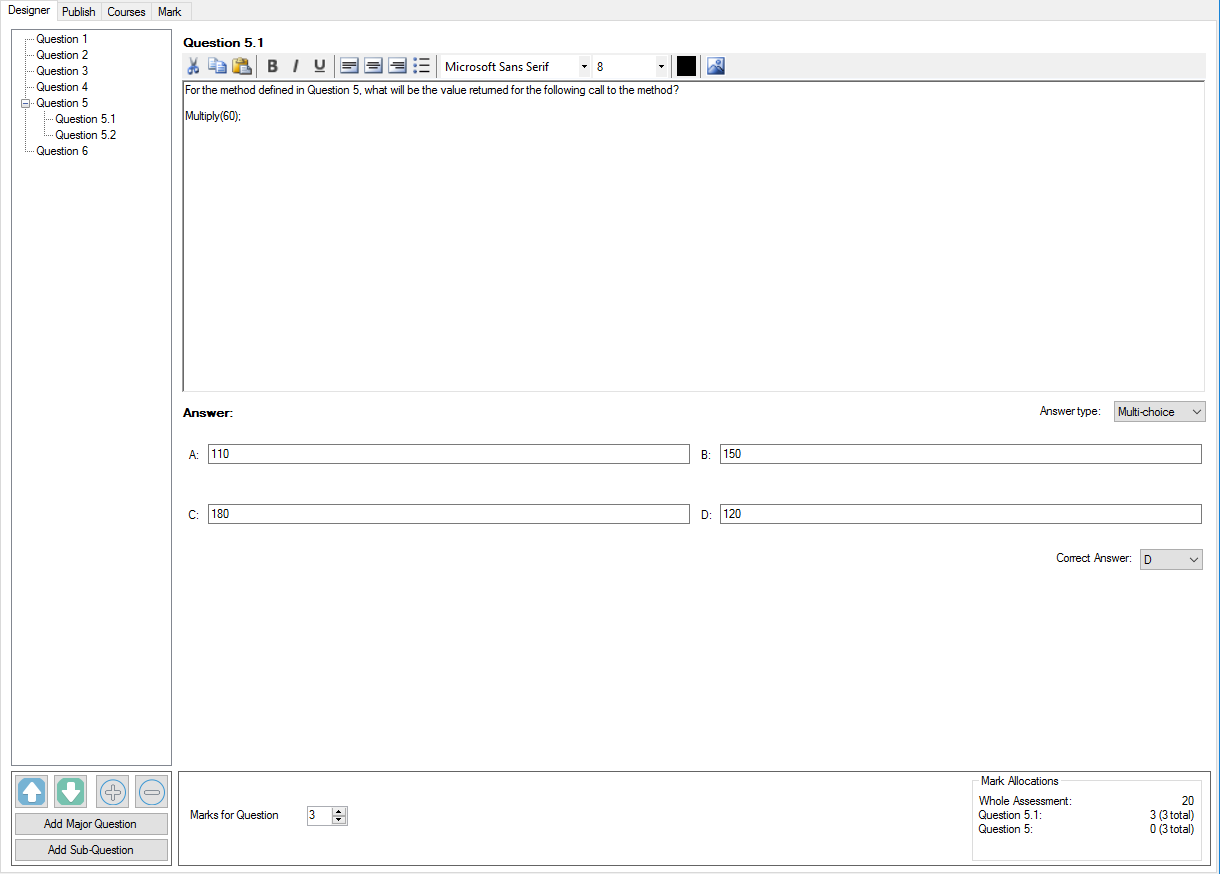 Designer Publish Courses Mark
Question 1
Question 2
Question 3
Question 4
Question 5
Question 5.1
Question 5.2
Question 6
Question 5.1
B I U Microsoft Sans Serif 8
For the method defined in Question 5, what will be the value returned for the following call to the method?
Multiply(60);
Answer: Answer type: Multi-choice
A: 110 B: 150
C: 180 D: 120
Correct Answer: D
Add Major Question
Add Sub-Question
Marks for Question 3
Mark Allocations
Whole Assessment: 20
Question 5.1: 3 (3 total)
Question 5: 0 (3 total)